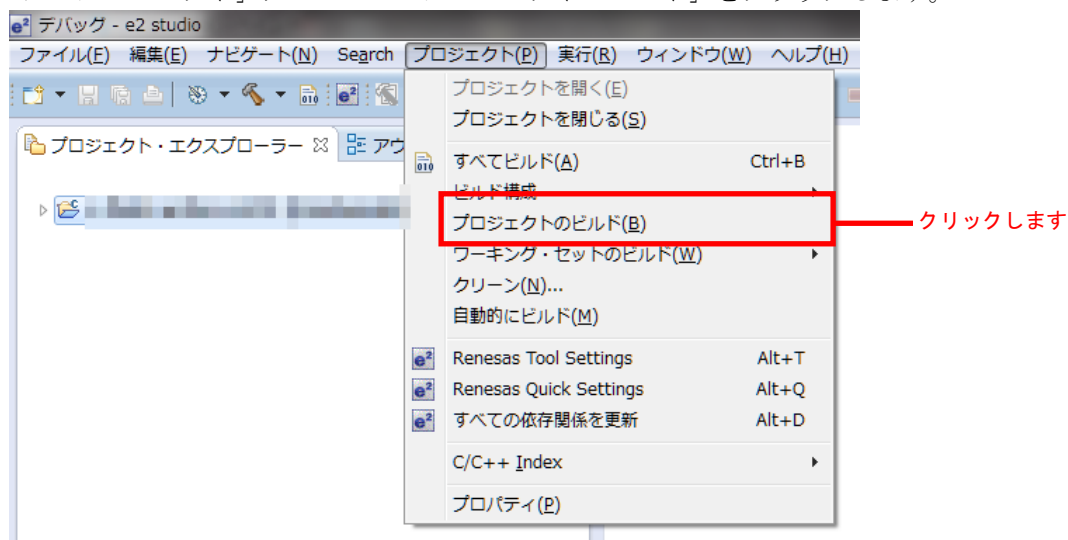 デバッグ - e2 studio
ファイル(F) 編集(E) ナビゲート(N) Search プロジェクト(P) 実行(R) ウィンドウ(W) ヘルプ(H)
プロジェクト・エクスプローラー アウ
プロジェクトを開く(E)
プロジェクトを閉じる(S)
すべてビルド(A) Ctrl+B
ビルド構成
プロジェクトのビルド(B)
クリックします
ワーキング・セットのビルド(W)
クリーン(N)...
自動的にビルド(M)
Renesas Tool Settings Alt+T
Renesas Quick Settings Alt+Q
すべての依存関係を更新 Alt+D
C/C++ Index
プロパティ(P)